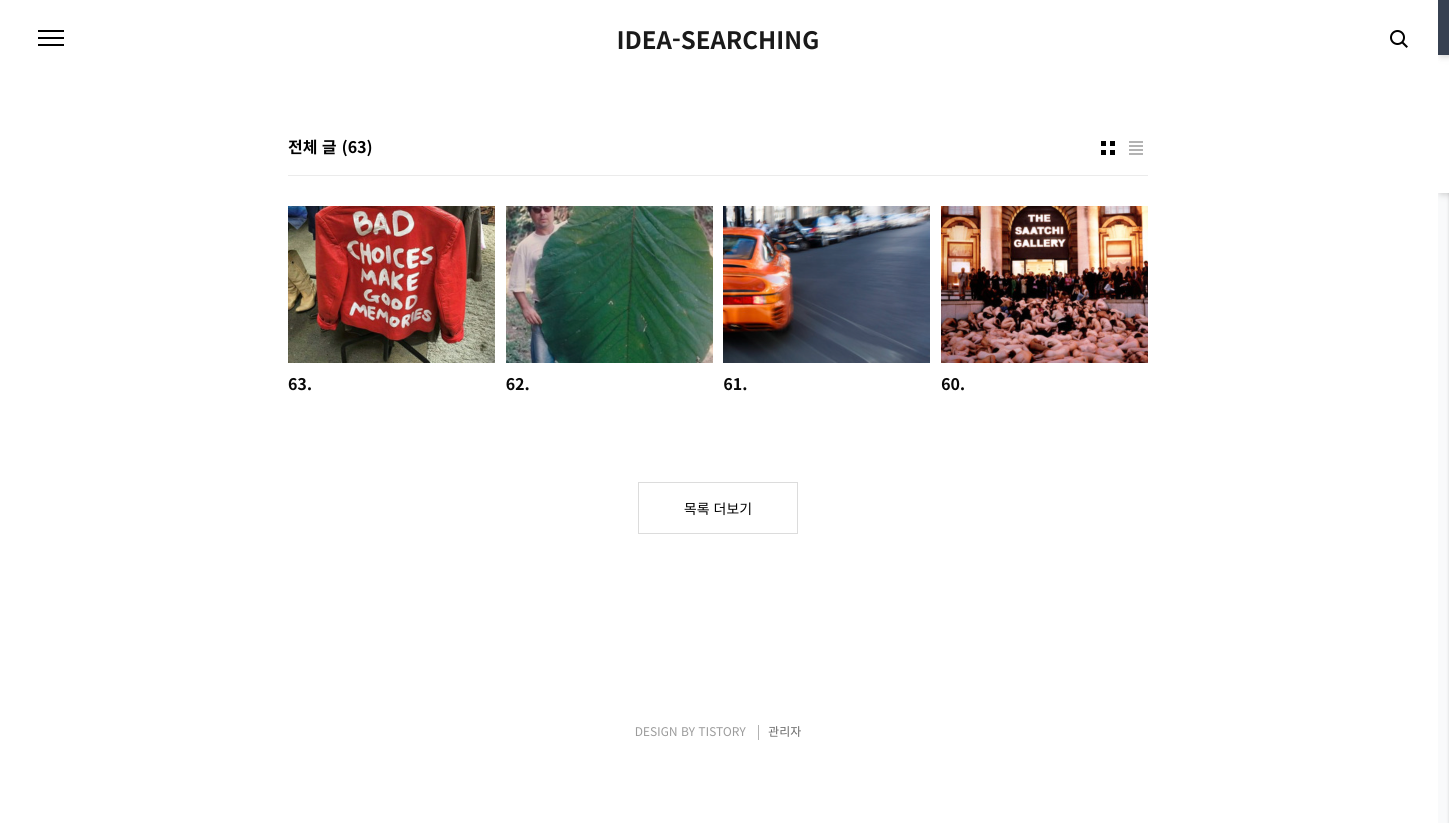 IDEA-SEARCHING
전체 글 (63)
BAD
CHOICES
MAKE
GOOD
MEMORIES
THE
SAATCHI
GALLERY
63.
62.
61.
60.
목록 더보기
DESIGN BY TISTORY | 관리자